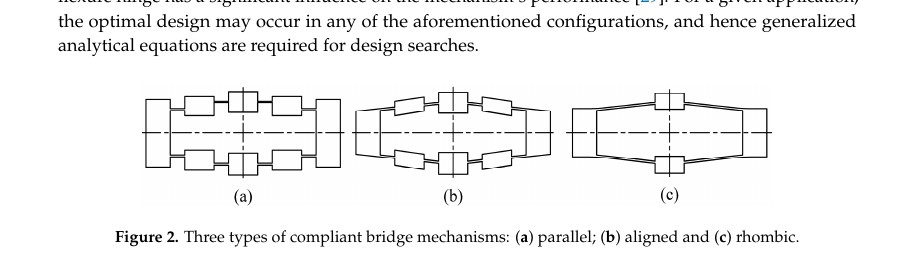 the optimal design may occur in any of the aforementioned configurations, and hence generalized
analytical equations are required for design searches.
(a) (b) (c)
Figure 2. Three types of compliant bridge mechanisms: (a) parallel; (b) aligned and (c) rhombic.